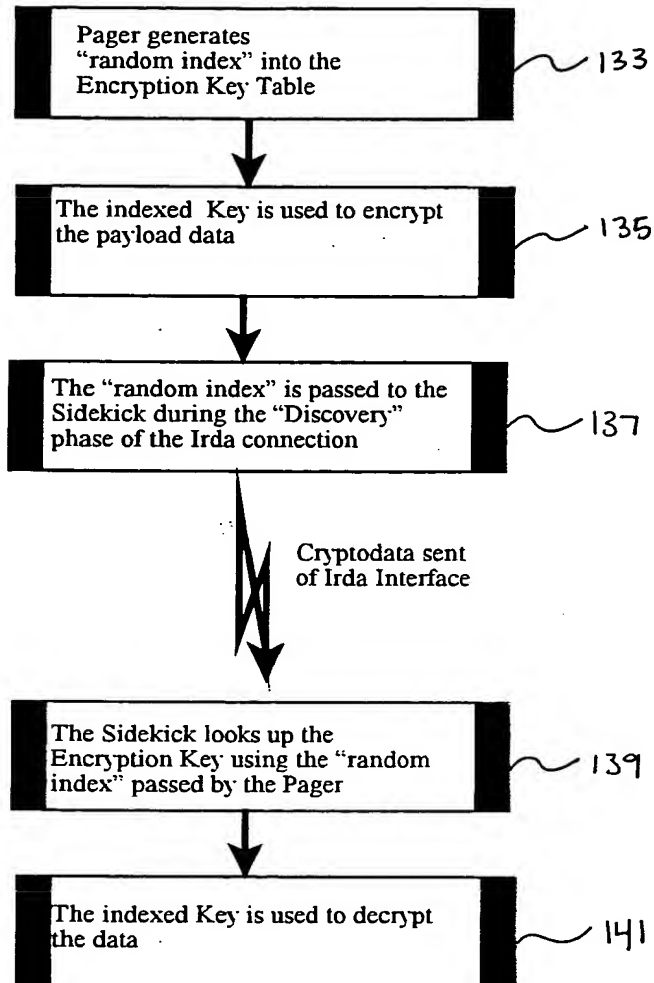 Pager generates
“random index” into the
Encryption Key Table
133
The indexed Key is used to encrypt
the payload data
135
The “random index” is passed to the
Sidekick during the “Discovery”
phase of the Irda connection
137
Cryptodata sent
of Irda Interface
The Sidekick looks up the
Encryption Key using the “random
index” passed by the Pager
139
The indexed Key is used to decrypt
the data
141